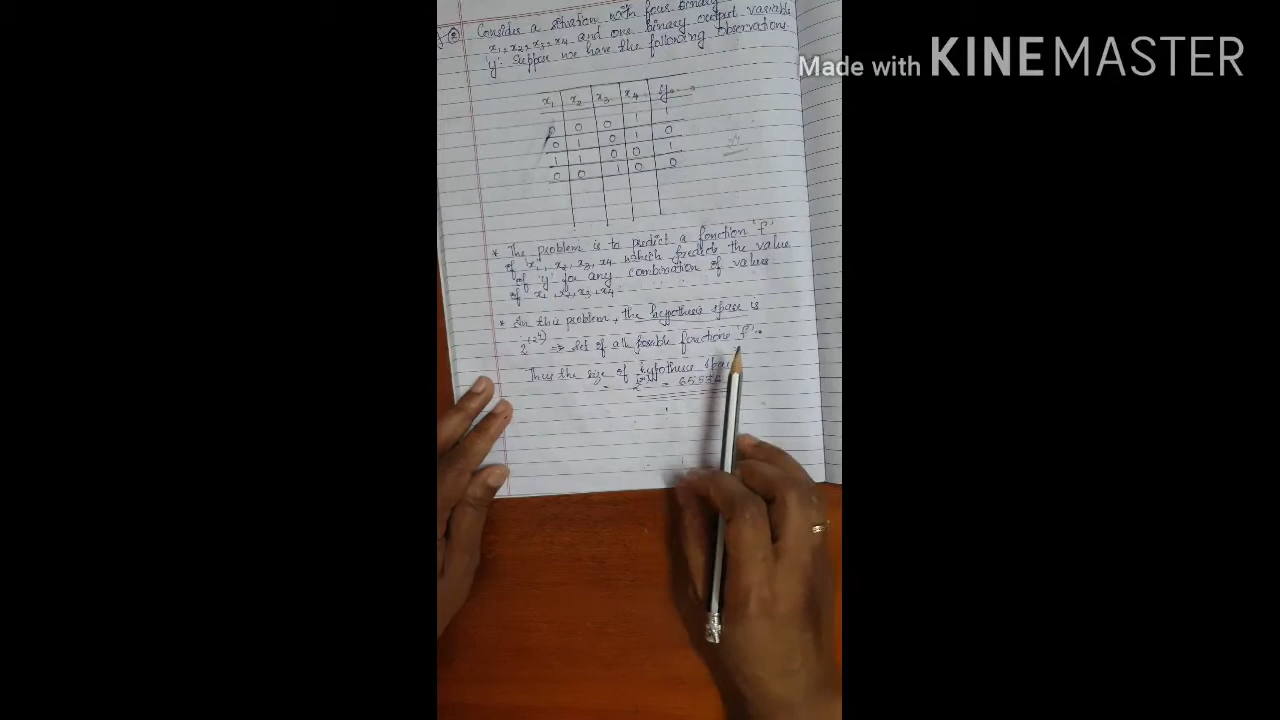 Made with KINEMASTER
Consider a situation with four binary
x1, x2, x3, x4 and one binary output variable
'y'. Suppose we have the following observations.
x1 x2 x3 x4 y
0 0 0 1 1
0 1 0 1 0
1 1 0 0 1
0 0 1 0 0
* The problem is to predict a function 'f'
of x1, x2, x3, x4 which predicts the value
of 'y' for any combination of values
of x1, x2, x3, x4.
* In this problem, the hypothesis space is
2^(2^4) ⇒ set of all possible functions 'f'.
Thus the size of hypothesis space
= = 65536